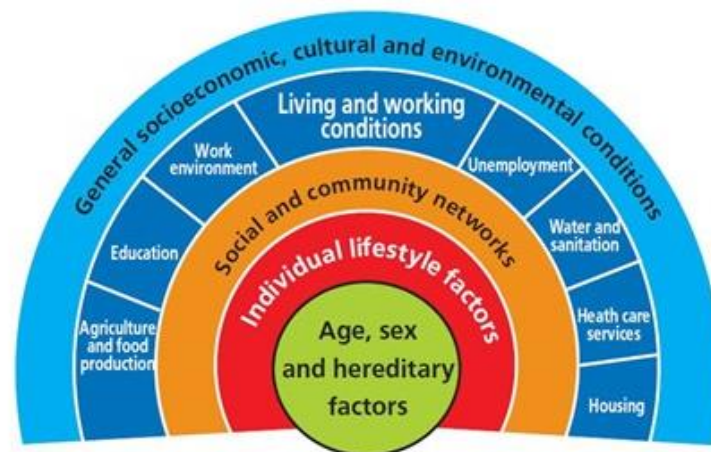 General socioeconomic, cultural and environmental conditions
Living and working
conditions
Work
environment
Unemployment
Education
Water and
sanitation
Agriculture
and food
production
Heath care
services
Housing
Social and community networks
Individual lifestyle factors
Age, sex
and hereditary
factors